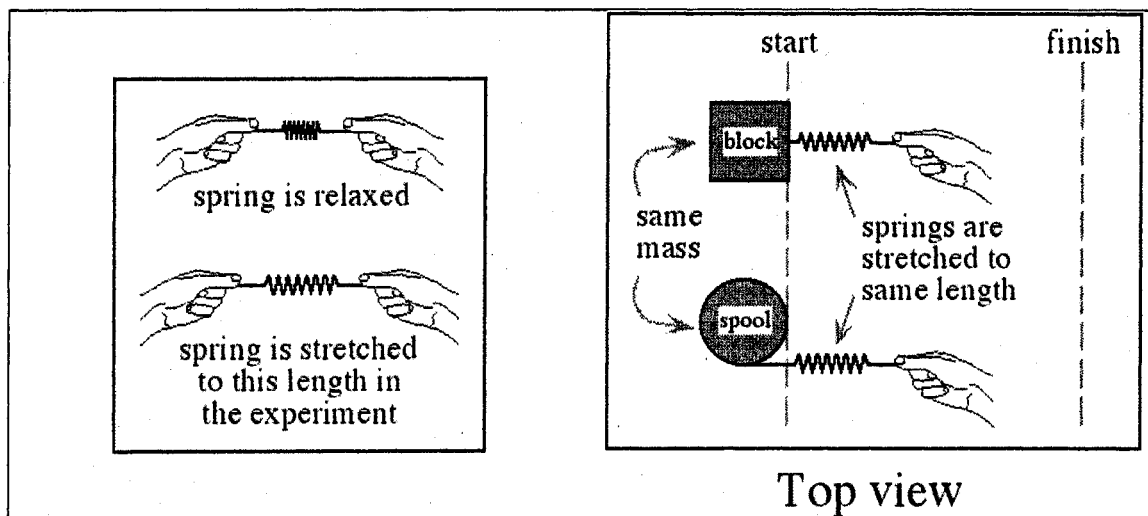 spring is relaxed
spring is stretched
to this length in
the experiment
start
finish
block
same
mass
springs are
stretched to
same length
spool
Top view